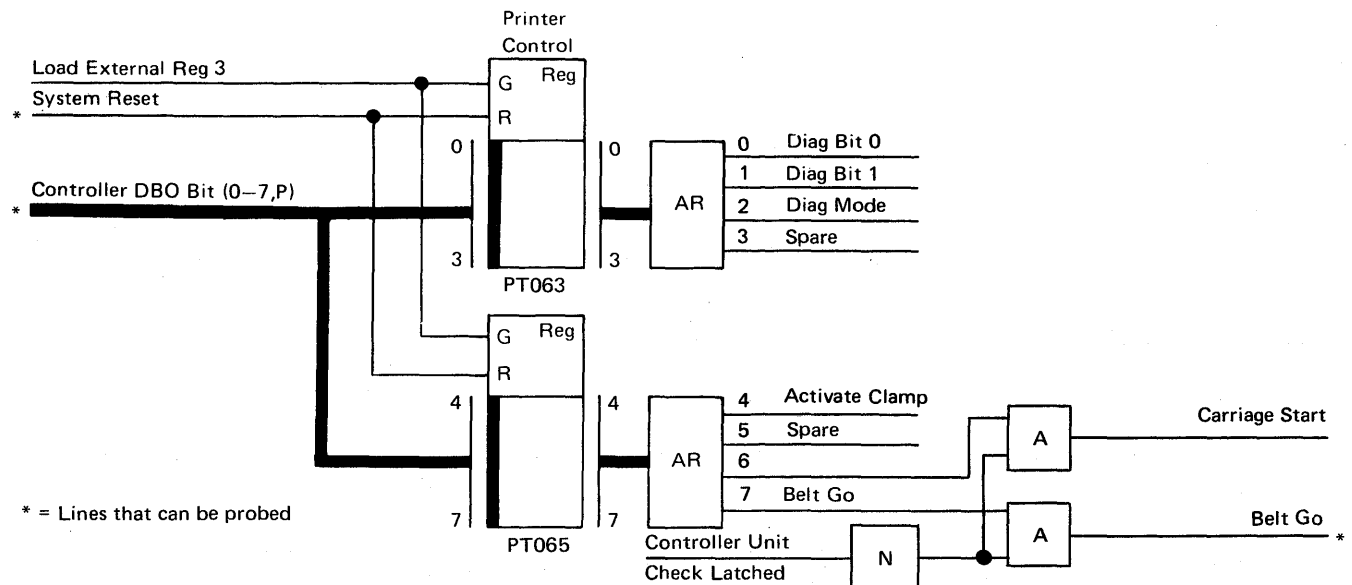 Printer
Control
Load External Reg 3
G Reg
System Reset
*
R
0 0 0 Diag Bit 0
1 Diag Bit 1
Controller DBO Bit (0–7,P)
*
AR
2 Diag Mode
3 Spare
3 3
PT063
G Reg
R
4 4 4 Activate Clamp
5 Spare
A
Carriage Start
AR
6
7 Belt Go
* = Lines that can be probed
7 7
PT065
Controller Unit
Check Latched
N
A
Belt Go
*